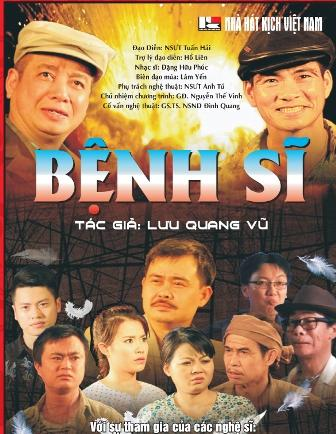 NHÀ HÁT KỊCH VIỆT NAM
Đạo Diễn: NSƯT Tuấn Hải
Trợ lý đạo diễn: Hồ Liên
Nhạc sĩ: Đặng Hữu Phúc
Biên đạo múa: Lâm Yến
Phụ trách nghệ thuật: NSƯT Anh Tú
Chủ nhiệm chương trình: GĐ. Nguyễn Thế Vinh
Cố vấn nghệ thuật: GS.TS. NSND Đình Quang
BỆNH SĨ
TÁC GIẢ: LƯU QUANG VŨ
Với sự tham gia của các nghệ sĩ: